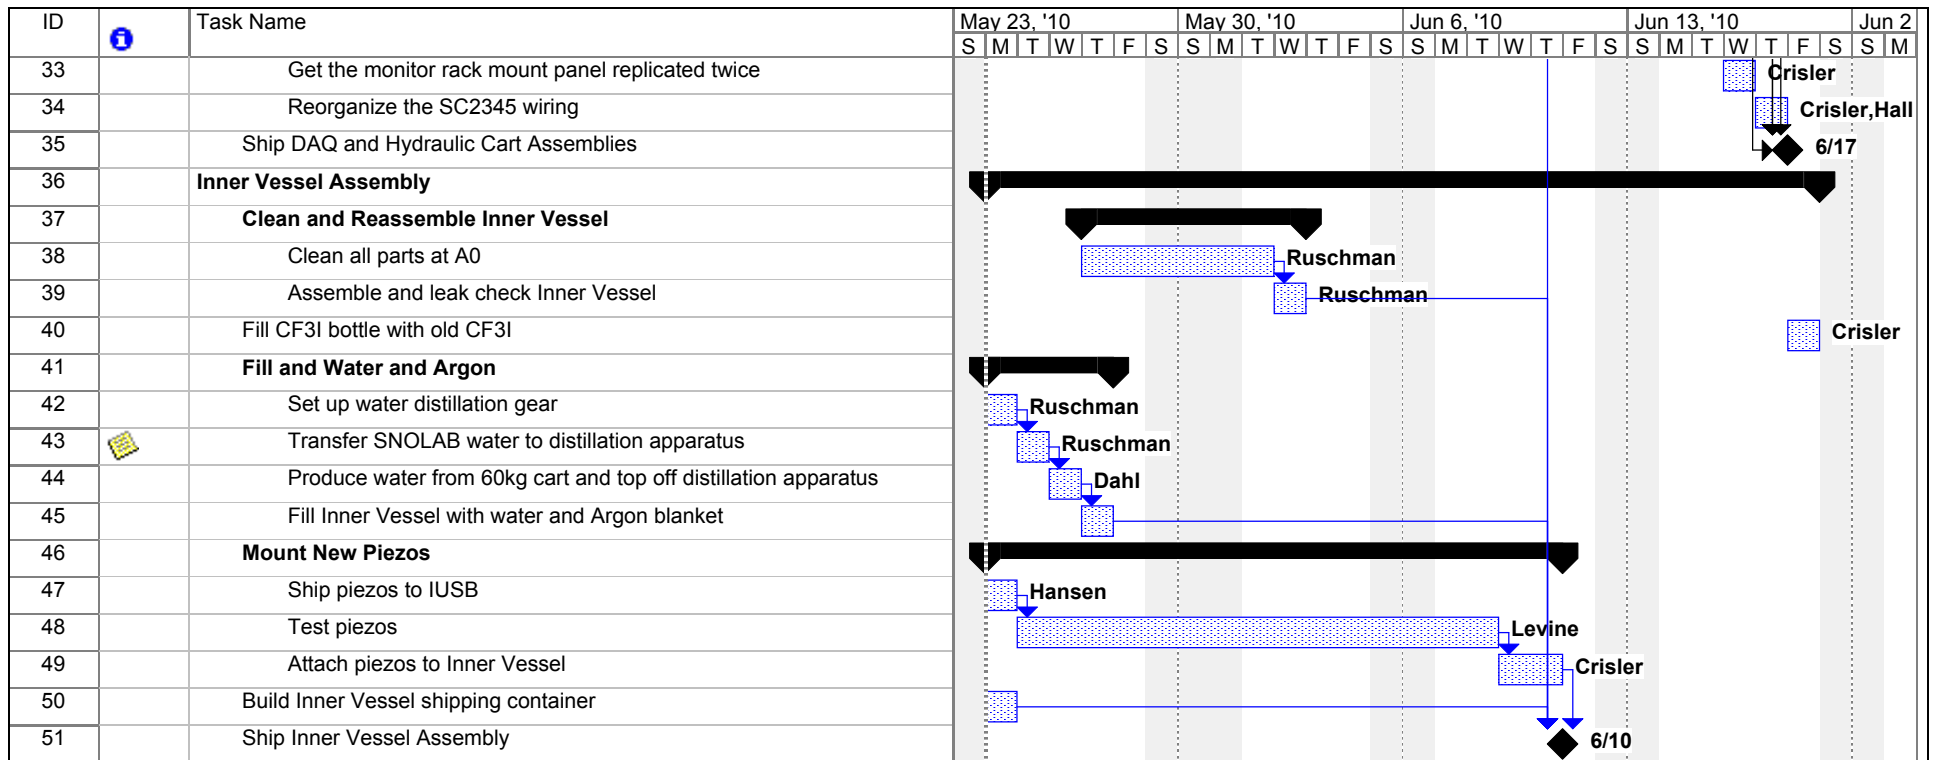 ID Task Name May 23, '10 May 30, '10 Jun 6, '10 Jun 13, '10 Jun 2
S M T W T F S S M T W T F S S M T W T F S S M T W T F S S M
33 Get the monitor rack mount panel replicated twice Crisler
34 Reorganize the SC2345 wiring Crisler,Hall
35 Ship DAQ and Hydraulic Cart Assemblies 6/17
36 Inner Vessel Assembly
37 Clean and Reassemble Inner Vessel
38 Clean all parts at A0 Ruschman
39 Assemble and leak check Inner Vessel Ruschman
40 Fill CF3I bottle with old CF3I Crisler
41 Fill and Water and Argon
42 Set up water distillation gear Ruschman
43 Transfer SNOLAB water to distillation apparatus Ruschman
44 Produce water from 60kg cart and top off distillation apparatus Dahl
45 Fill Inner Vessel with water and Argon blanket
46 Mount New Piezos
47 Ship piezos to IUSB Hansen
48 Test piezos Levine
49 Attach piezos to Inner Vessel Crisler
50 Build Inner Vessel shipping container
51 Ship Inner Vessel Assembly 6/10